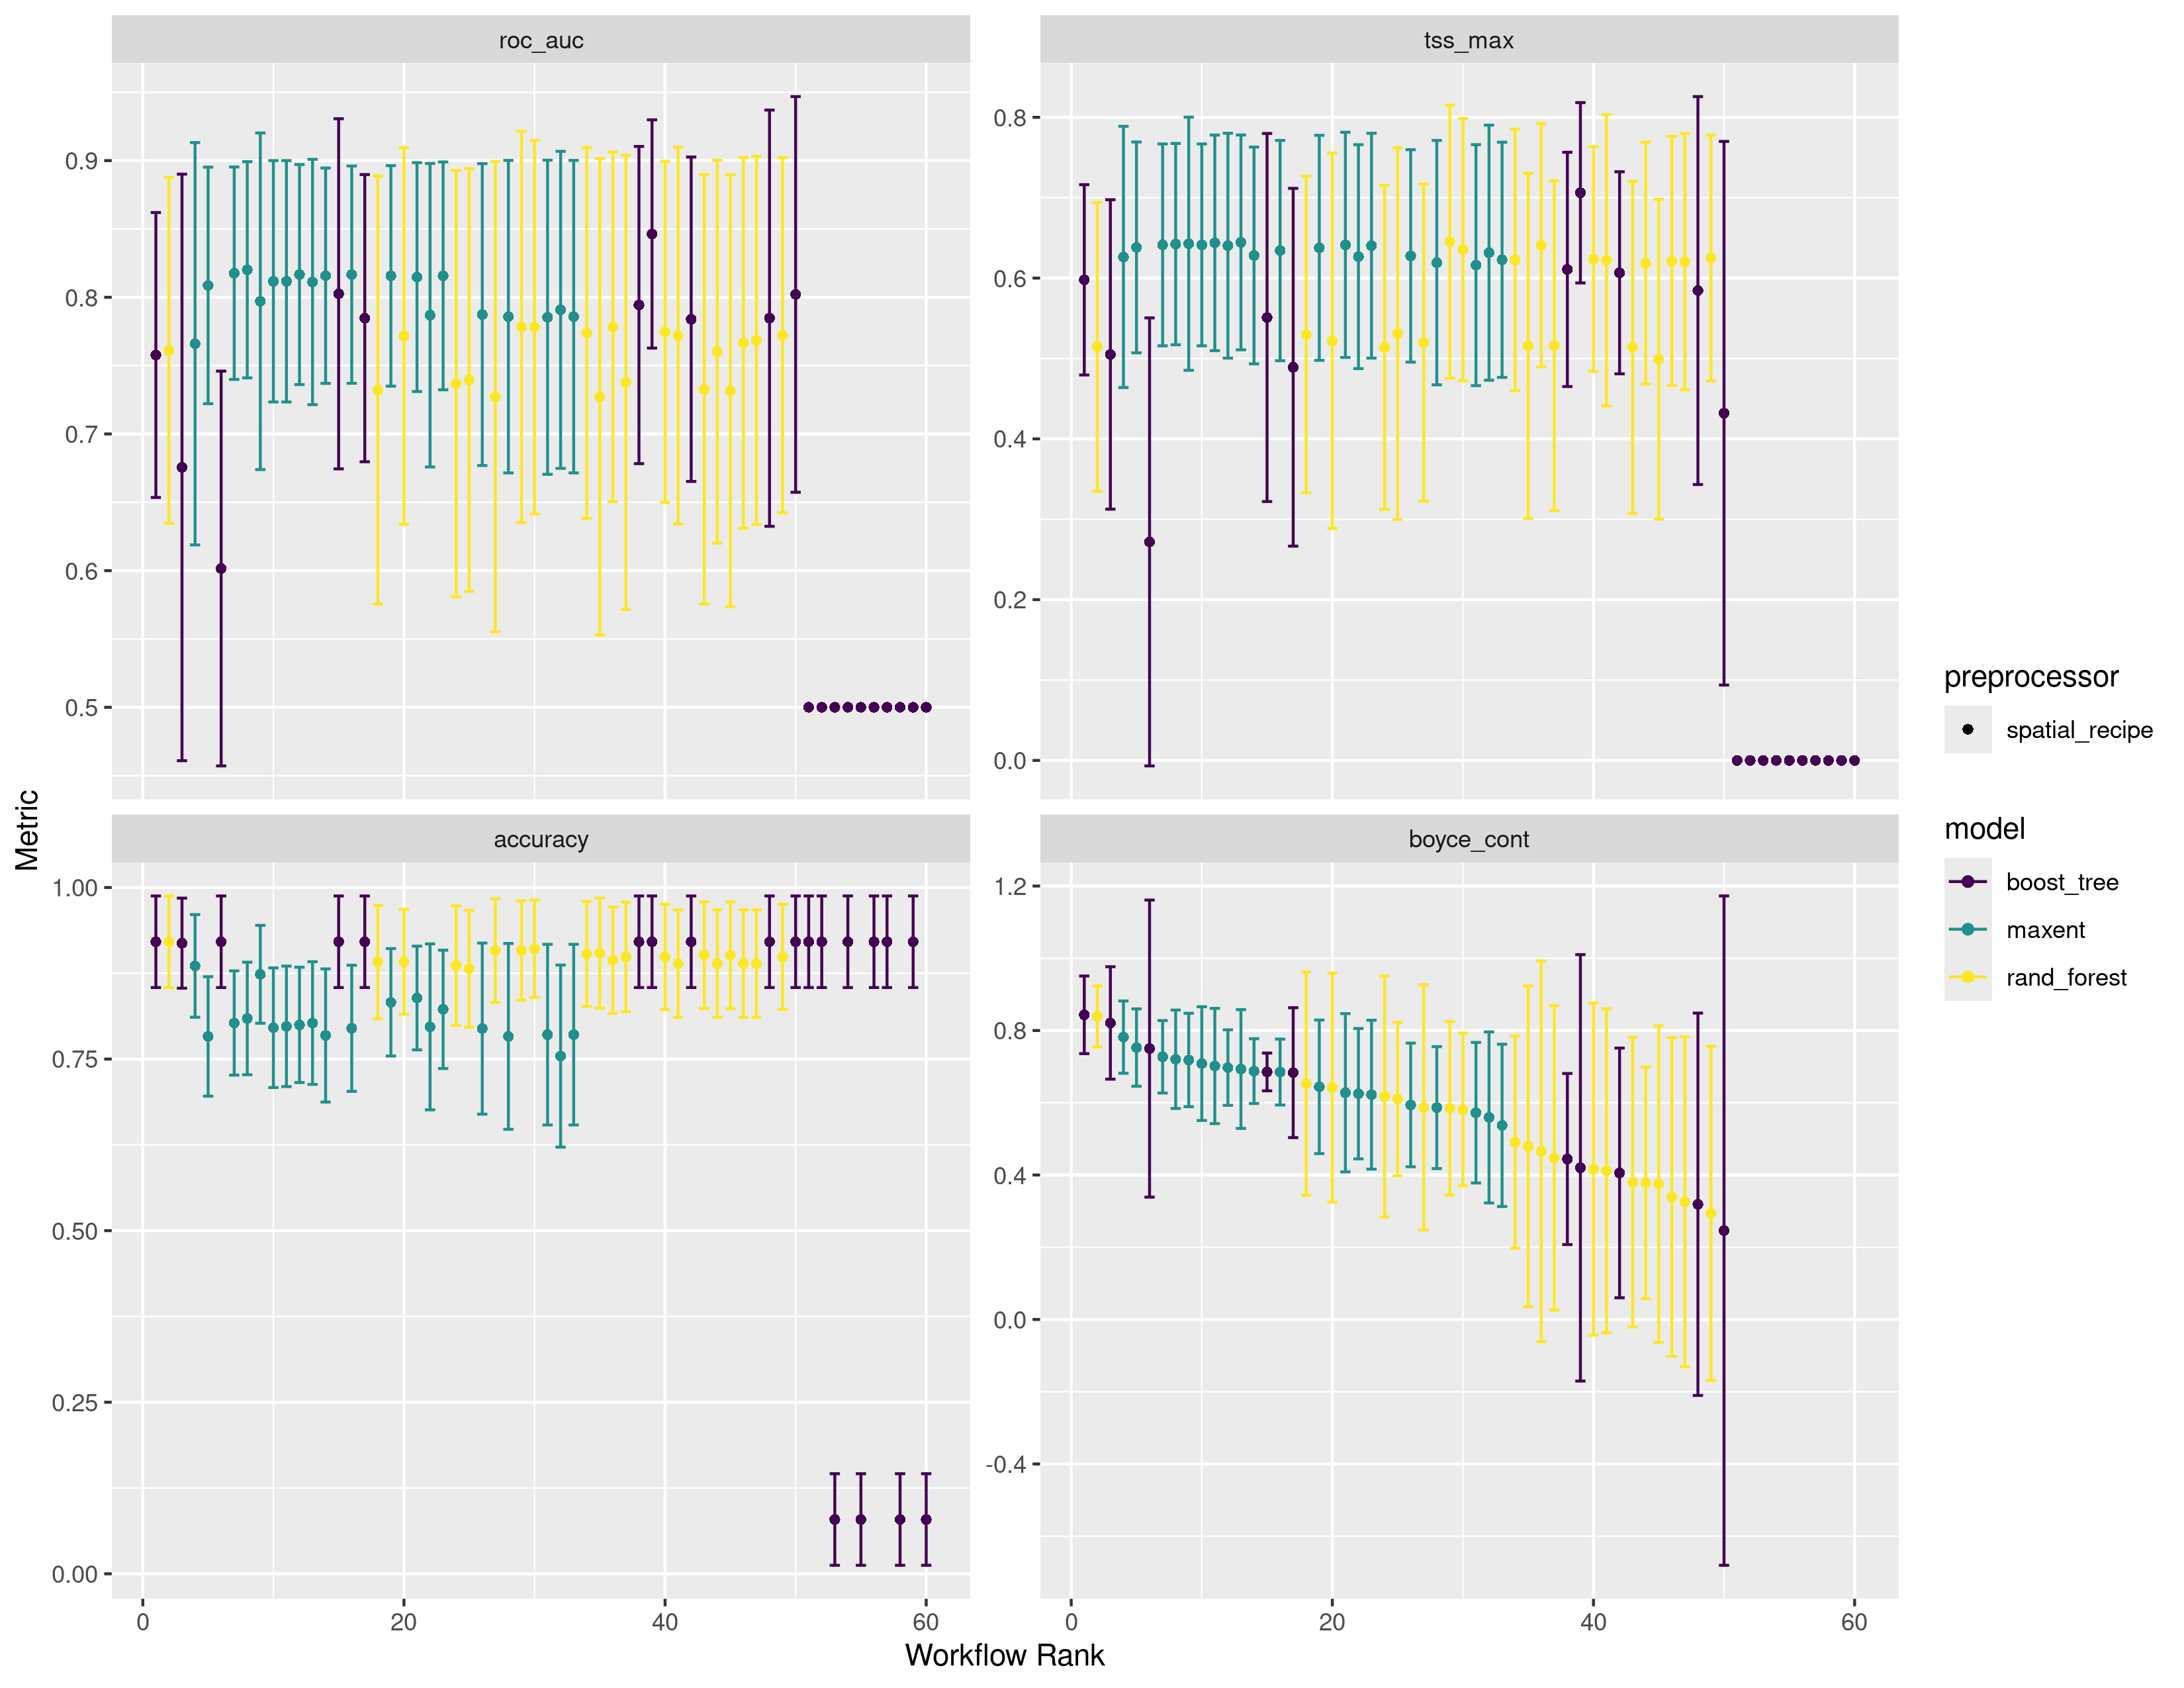 roc_auc
tss_max
0.9
0.8
0.7
0.6
0.5
0.8
0.6
0.4
0.2
0.0
accuracy
boyce_cont
1.00
0.75
0.50
0.25
0.00
1.2
0.8
0.4
0.0
-0.4
0
20
40
60
0
20
40
60
Metric
Workflow Rank
preprocessor
spatial_recipe
model
boost_tree
maxent
rand_forest